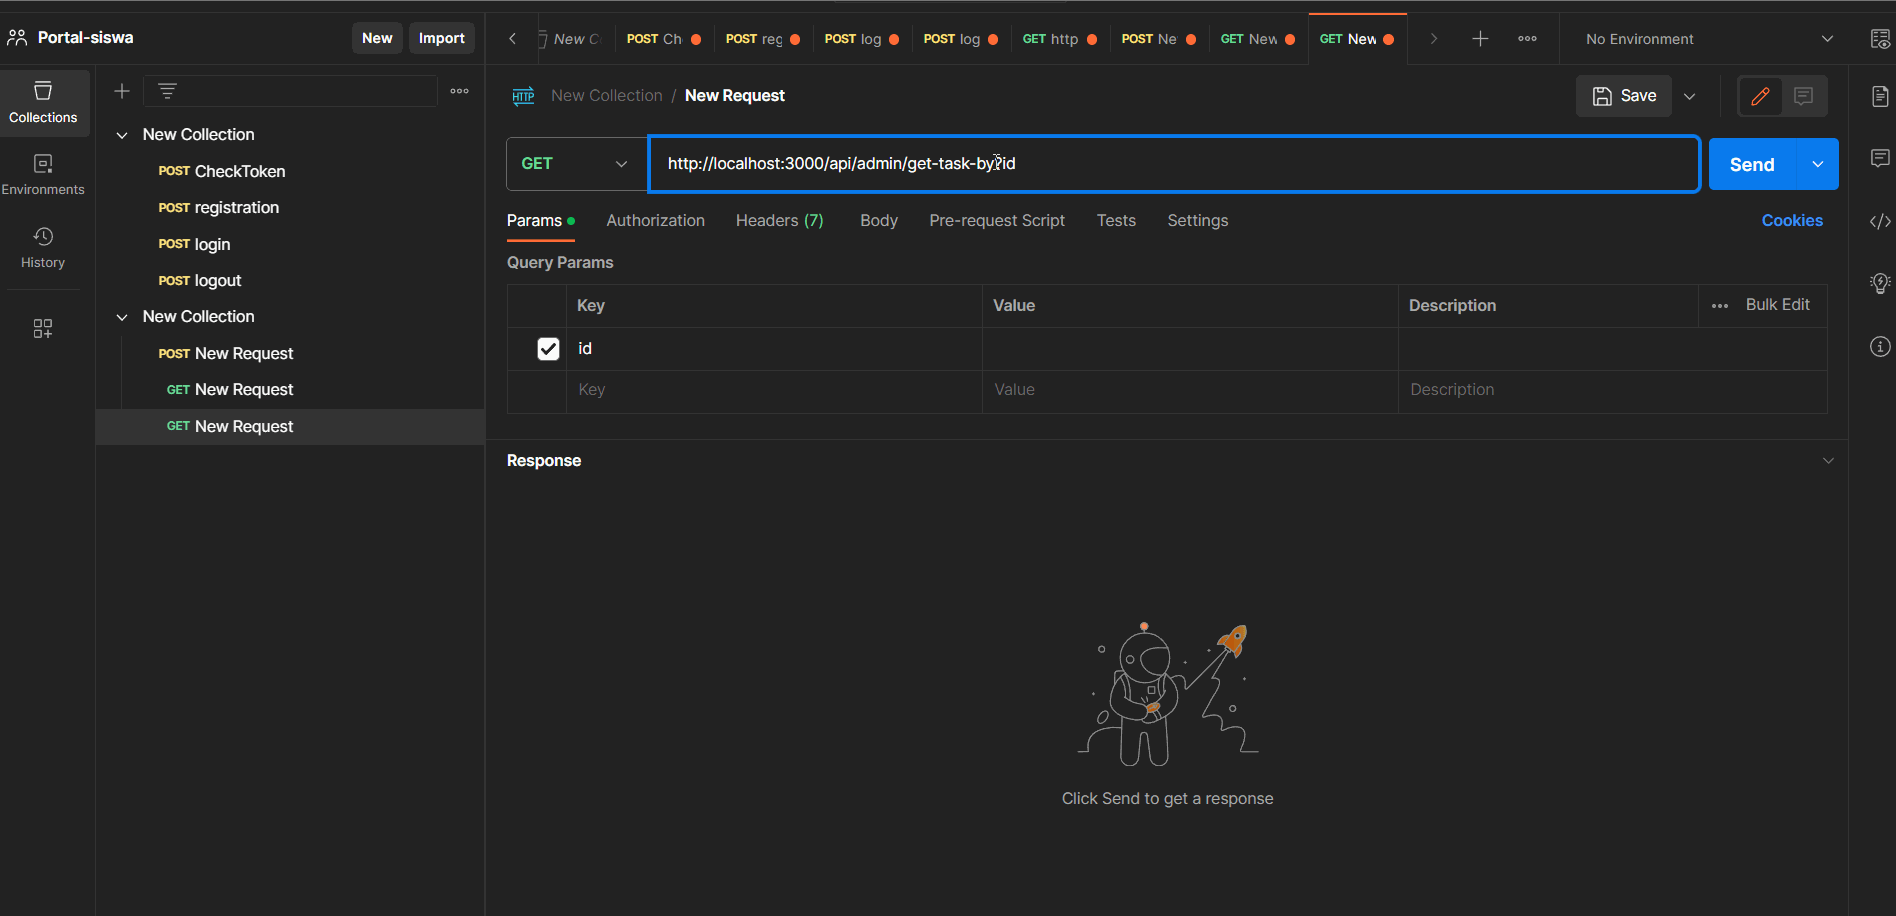 Portal-siswa
New
Import
New C
POST Ch
POST reg
POST log
POST log
GET http
POST Ne
GET New
GET New
No Environment
Collections
Environments
History
New Collection
POST CheckToken
POST registration
POST login
POST logout
New Collection
POST New Request
GET New Request
GET New Request
HTTP New Collection / New Request
Save
GET
http://localhost:3000/api/admin/get-task-by?id
Send
Params
Authorization
Headers (7)
Body
Pre-request Script
Tests
Settings
Cookies
Query Params
Key Value Description Bulk Edit
id
Key Value Description
Response
Click Send to get a response